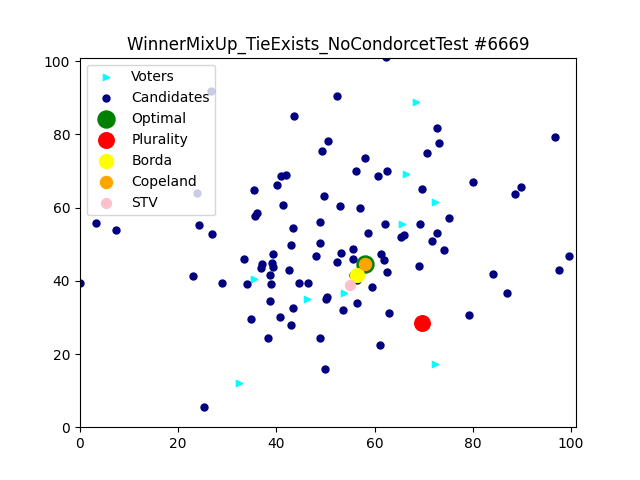 WinnerMixUp_TieExists_NoCondorcetTest #6669
Voters
Candidates
Optimal
Plurality
Borda
Copeland
STV
100
80
60
40
20
0
0 20 40 60 80 100